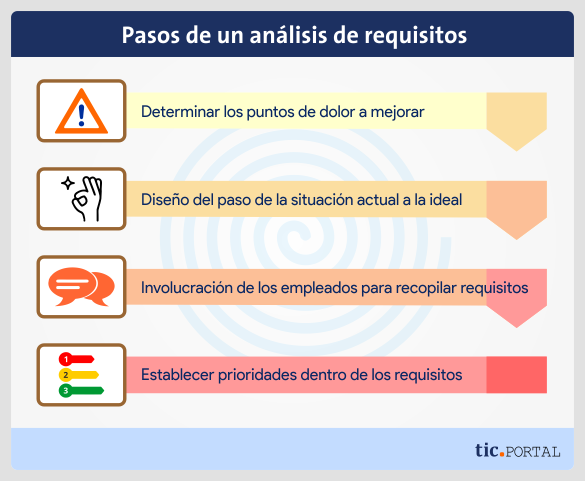 Pasos de un análisis de requisitos
Determinar los puntos de dolor a mejorar
Diseño del paso de la situación actual a la ideal
Involucración de los empleados para recopilar requisitos
1
2
3
Establecer prioridades dentro de los requisitos
tic.PORTAL